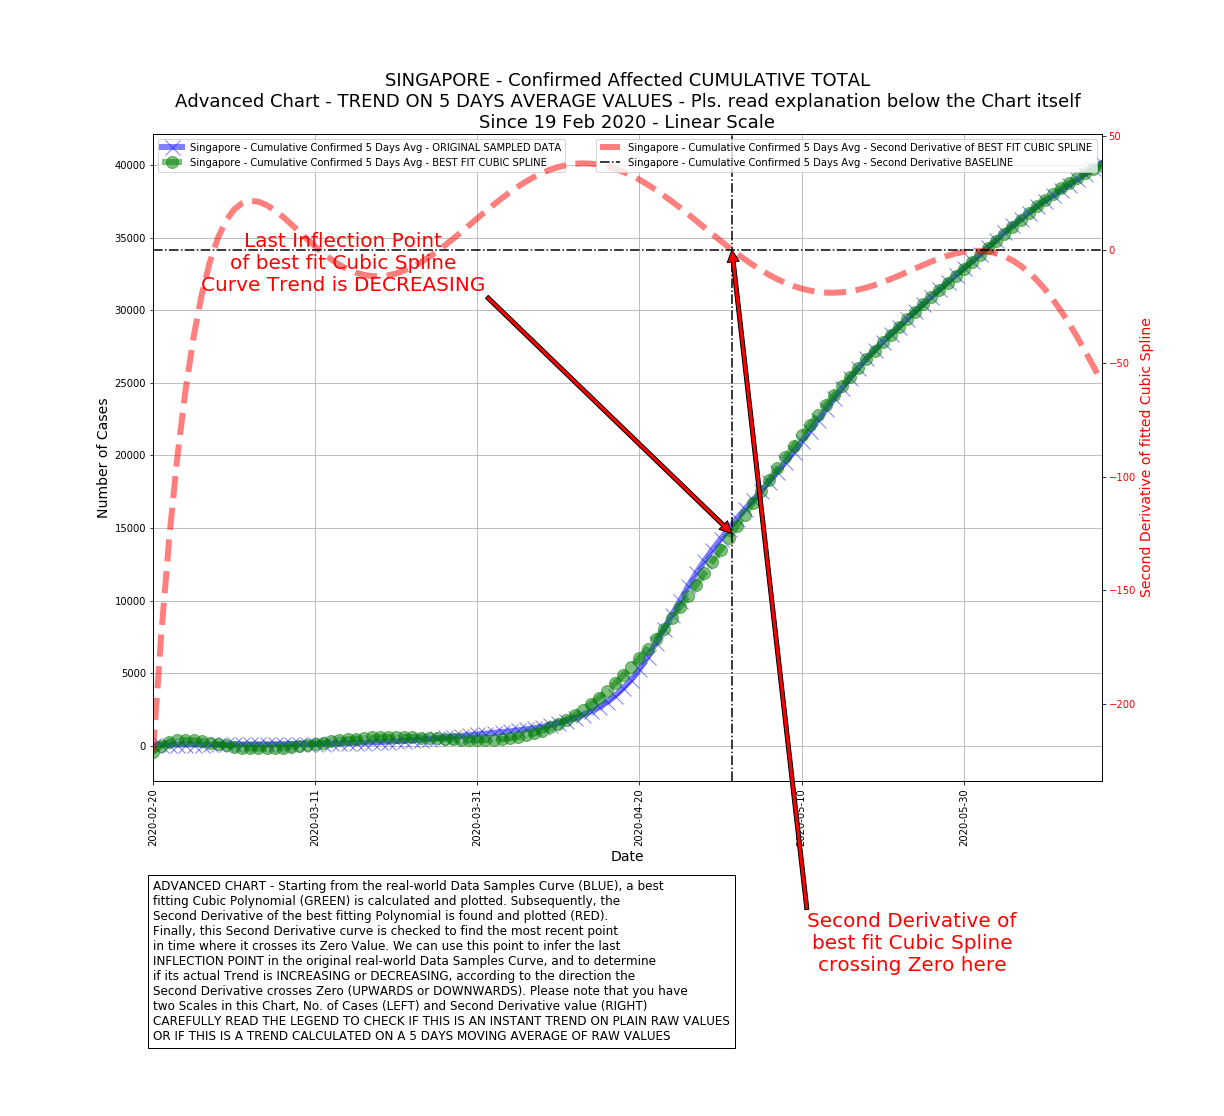 SINGAPORE - Confirmed Affected CUMULATIVE TOTAL
Advanced Chart - TREND ON 5 DAYS AVERAGE VALUES - Pls. read explanation below the Chart itself
Since 19 Feb 2020 - Linear Scale
Singapore - Cumulative Confirmed 5 Days Avg - ORIGINAL SAMPLED DATA
Singapore - Cumulative Confirmed 5 Days Avg - BEST FIT CUBIC SPLINE
Singapore - Cumulative Confirmed 5 Days Avg - Second Derivative of BEST FIT CUBIC SPLINE
Singapore - Cumulative Confirmed 5 Days Avg - Second Derivative BASELINE
Number of Cases
40000
35000
30000
25000
20000
15000
10000
5000
0
Last Inflection Point
of best fit Cubic Spline
Curve Trend is DECREASING
50
0
−50
−100
−150
−200
Second Derivative of fitted Cubic Spline
2020-02-20
2020-03-11
2020-03-31
2020-04-20
2020-05-10
2020-05-30
Date
ADVANCED CHART - Starting from the real-world Data Samples Curve (BLUE), a best
fitting Cubic Polynomial (GREEN) is calculated and plotted. Subsequently, the
Second Derivative of the best fitting Polynomial is found and plotted (RED).
Finally, this Second Derivative curve is checked to find the most recent point
in time where it crosses its Zero Value. We can use this point to infer the last
INFLECTION POINT in the original real-world Data Samples Curve, and to determine
if its actual Trend is INCREASING or DECREASING, according to the direction the
Second Derivative crosses Zero (UPWARDS or DOWNWARDS). Please note that you have
two Scales in this Chart, No. of Cases (LEFT) and Second Derivative value (RIGHT)
CAREFULLY READ THE LEGEND TO CHECK IF THIS IS AN INSTANT TREND ON PLAIN RAW VALUES
OR IF THIS IS A TREND CALCULATED ON A 5 DAYS MOVING AVERAGE OF RAW VALUES
Second Derivative of
best fit Cubic Spline
crossing Zero here